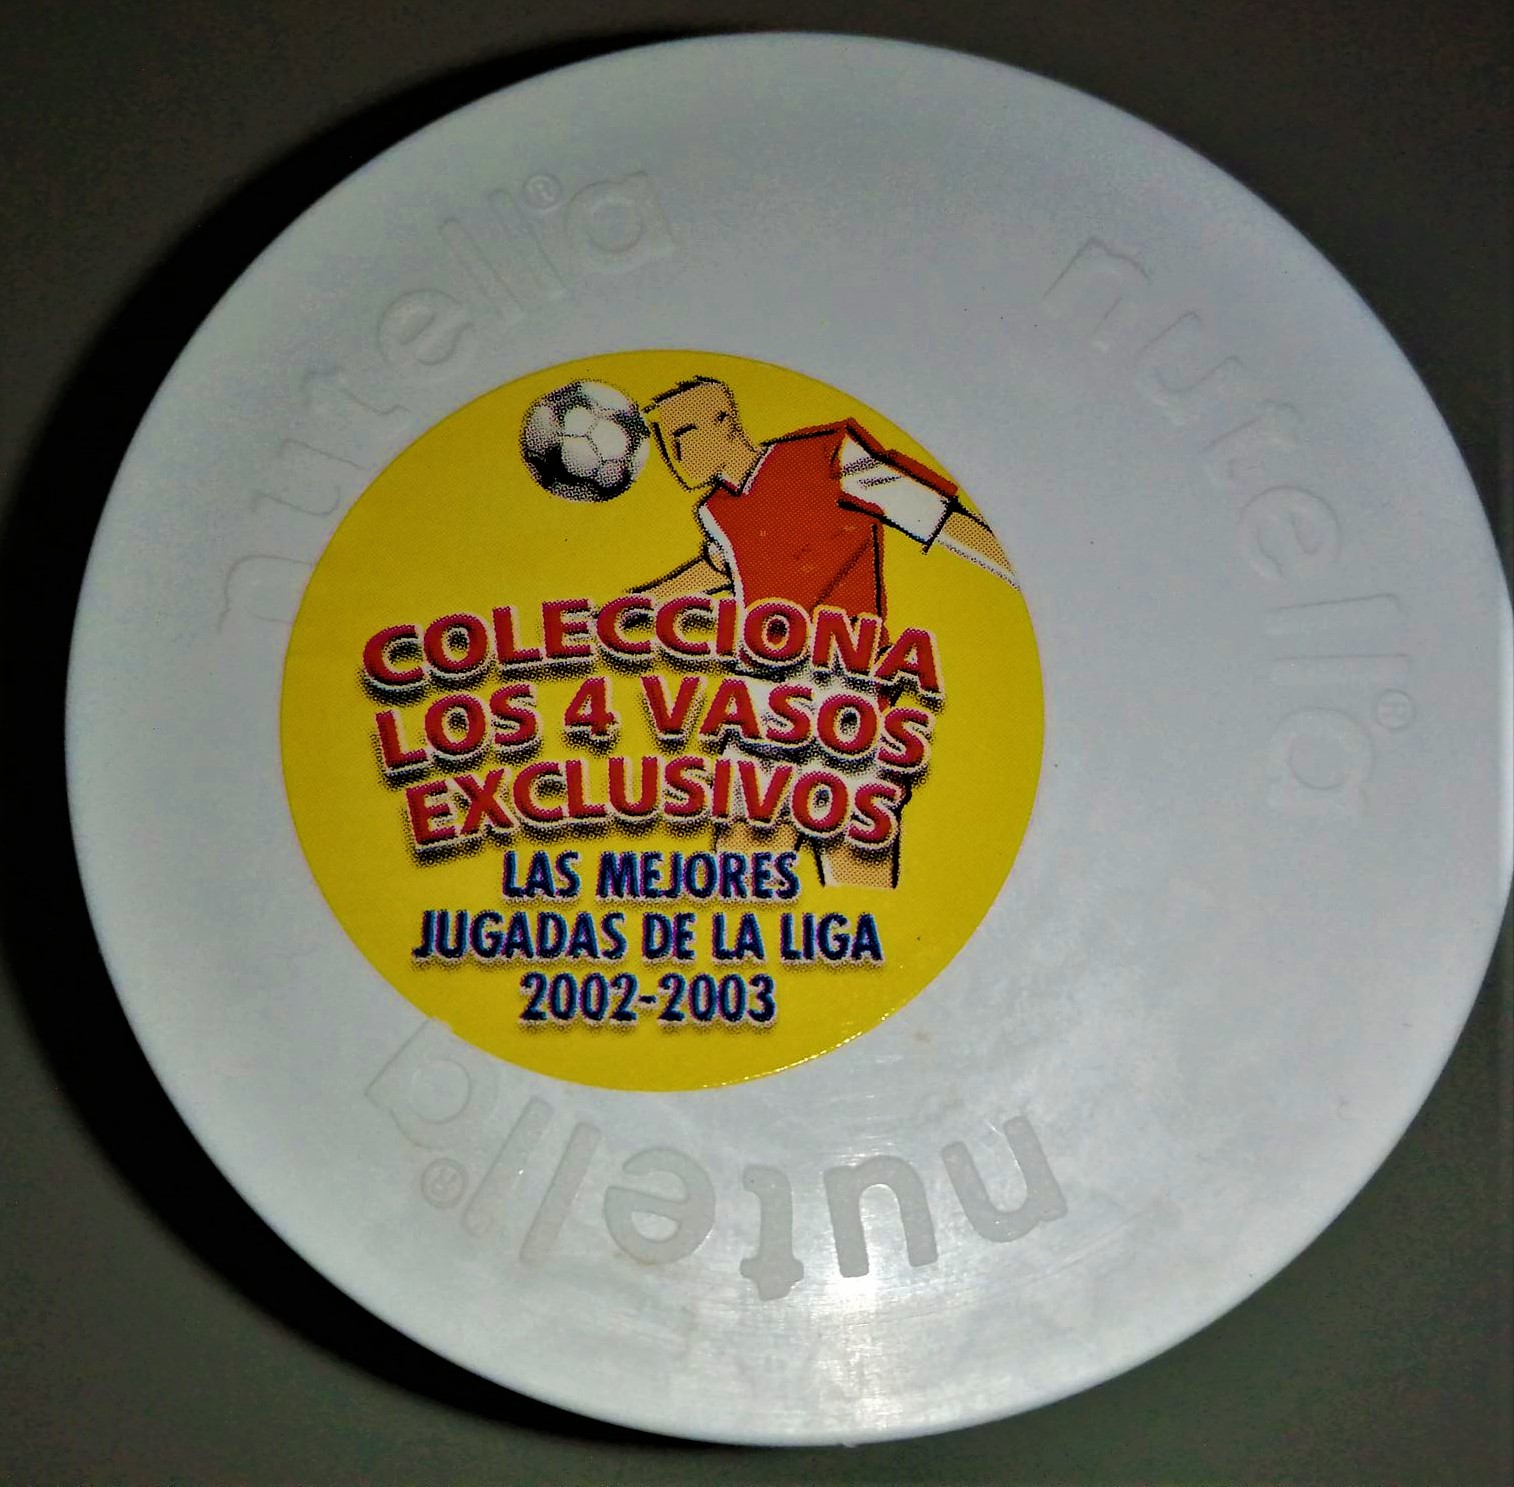 nutella®
nutella®
COLECCIONA
LOS 4 VASOS
EXCLUSIVOS
LAS MEJORES
JUGADAS DE LA LIGA
2002-2003
nutella®